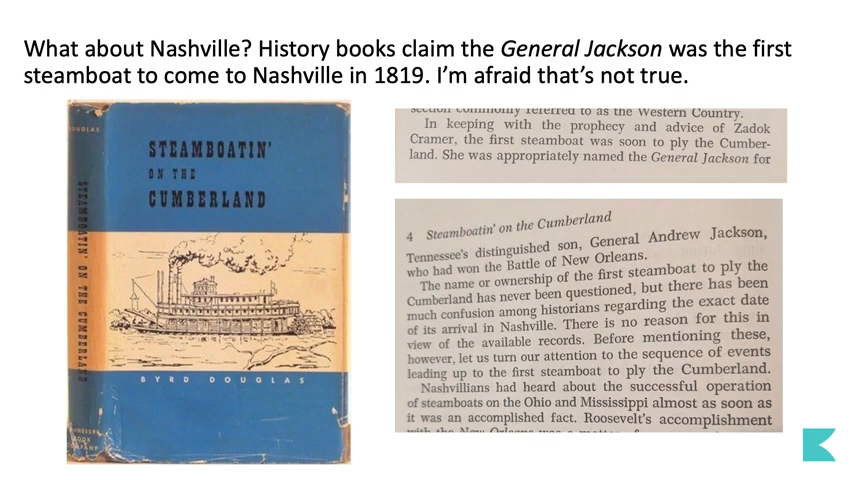 What about Nashville? History books claim the General Jackson was the first
steamboat to come to Nashville in 1819. I’m afraid that’s not true.
DOUGLAS
STEAMBOATIN' ON THE CUMBERLAND
STEAMBOATIN'
ON THE
CUMBERLAND
BYRD DOUGLAS
section commonly referred to as the Western Country.
In keeping with the prophecy and advice of Zadok
Cramer, the first steamboat was soon to ply the Cumber-
land. She was appropriately named the General Jackson for
4 Steamboatin' on the Cumberland
Tennessee's distinguished son, General Andrew Jackson,
who had won the Battle of New Orleans.
The name or ownership of the first steamboat to ply the
Cumberland has never been questioned, but there has been
much confusion among historians regarding the exact date
of its arrival in Nashville. There is no reason for this in
view of the available records. Before mentioning these,
however, let us turn our attention to the sequence of events
leading up to the first steamboat to ply the Cumberland.
Nashvillians had heard about the successful operation
of steamboats on the Ohio and Mississippi almost as soon as
it was an accomplished fact. Roosevelt's accomplishment
with the New Orleans was a matter